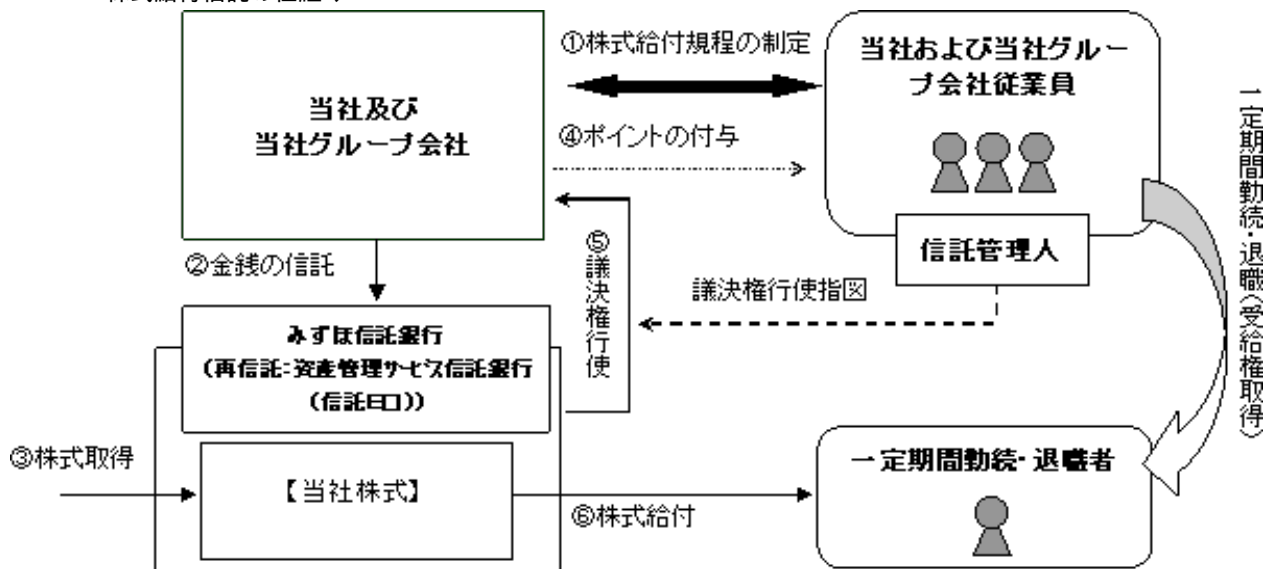 ①株式給付規程の制定
当社および当社グルー
プ会社従業員
当社及び
当社グループ会社
④ポイントの付与
一定期間勤続・退職(受給権取得)
⑤議決権行使
信託管理人
②金銭の信託
議決権行使指図
みずほ信託銀行
(再信託:資産管理サービス信託銀行
(信託E口))
③株式取得
【当社株式】
一定期間勤続・退職者
⑥株式給付